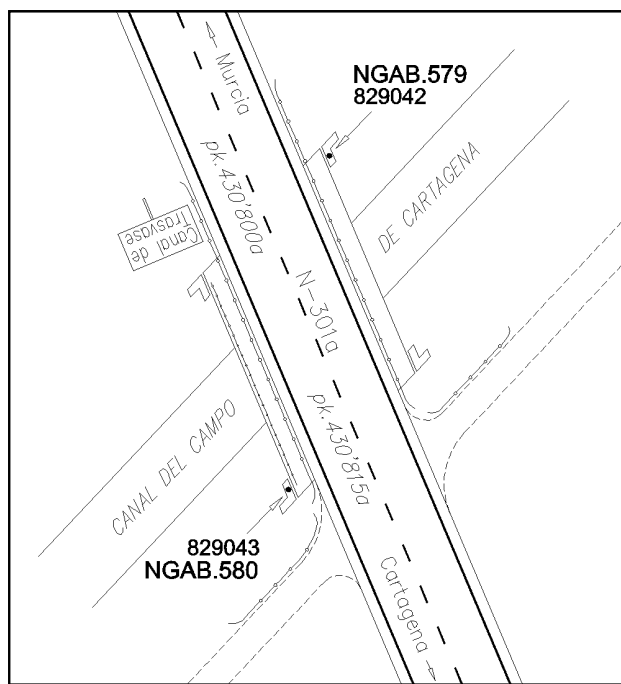 NGAB.579
829042
Murcia
pk.430'800a
DE CARTAGENA
Canal de
Trasvase
N-301a
pk.430'815a
CANAL DEL CAMPO
829043
NGAB.580
Cartagena